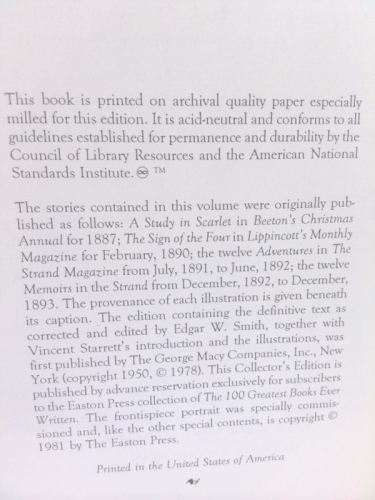 This book is printed on archival quality paper especially
milled for this edition. It is acid-neutral and conforms to all
guidelines established for permanence and durability by the
Council of Library Resources and the American National
Standards Institute. ♾ ™
The stories contained in this volume were originally pub-
lished as follows: A Study in Scarlet in Beeton's Christmas
Annual for 1887; The Sign of the Four in Lippincott's Monthly
Magazine for February, 1890; the twelve Adventures in The
Strand Magazine from July, 1891, to June, 1892; the twelve
Memoirs in the Strand from December, 1892, to December,
1893. The provenance of each illustration is given beneath
its caption. The edition containing the definitive text as
corrected and edited by Edgar W. Smith, together with
Vincent Starrett's introduction and the illustrations, was
first published by The George Macy Companies, Inc., New
York (copyright 1950, © 1978). This Collector's Edition is
published by advance reservation exclusively for subscribers
to the Easton Press collection of The 100 Greatest Books Ever
Written. The frontispiece portrait was specially commis-
sioned and, like the other special contents, is copyright ©
1981 by The Easton Press.
Printed in the United States of America